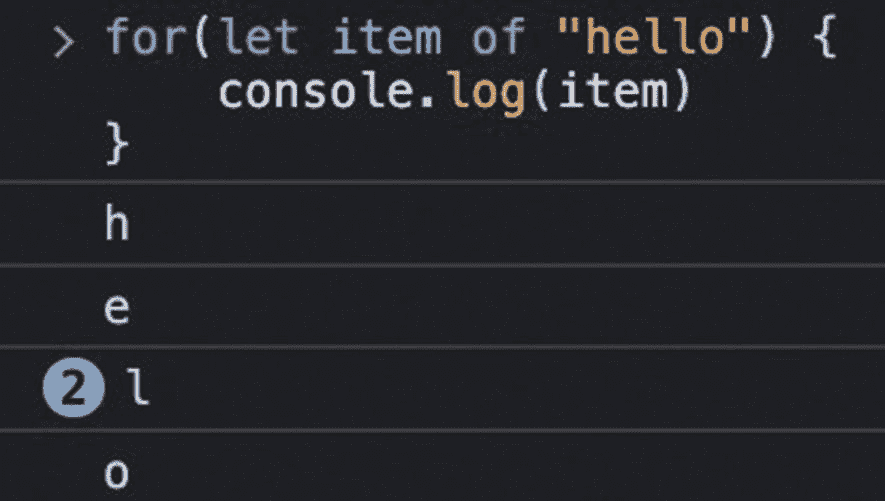 > for(let item of "hello") {
console.log(item)
}
h
e
2 l
o